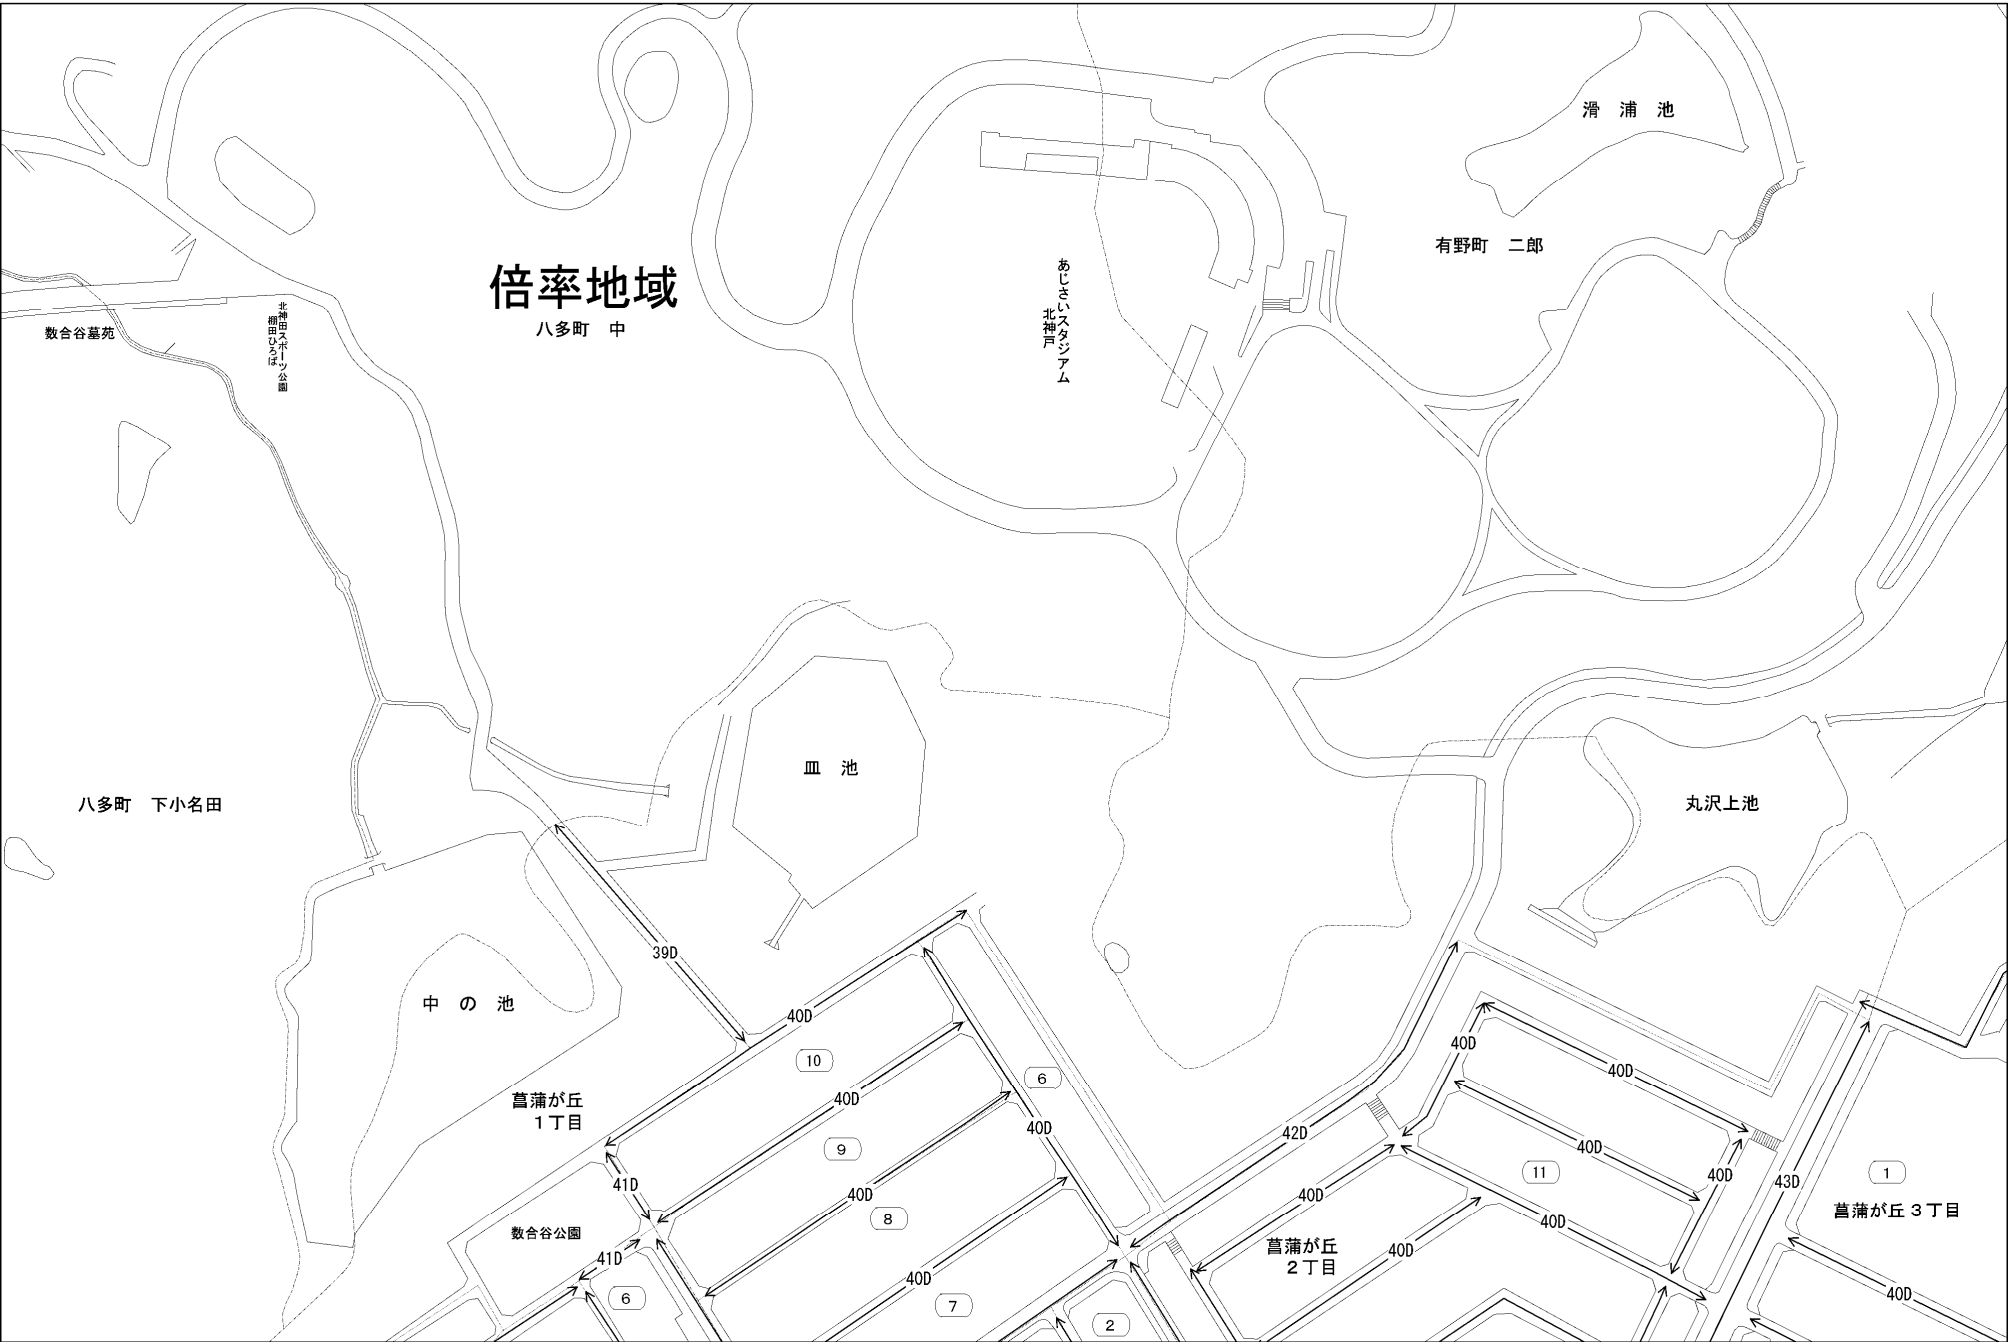 滑　浦　池
有野町　二郎
倍率地域
八多町　中
あじさいスタジアム
北神戸
北神田スポーツ公園
棚田ひろば
数合谷墓苑
皿　池
八多町　下小名田
丸沢上池
39D
中　の　池
40D
10
40D
6
40D
40D
菖蒲が丘
１丁目
40D
9
40D
42D
40D
11
40D
43D
1
41D
40D
40D
8
菖蒲が丘３丁目
数合谷公園
40D
菖蒲が丘
２丁目
40D
41D
40D
40D
6
7
2